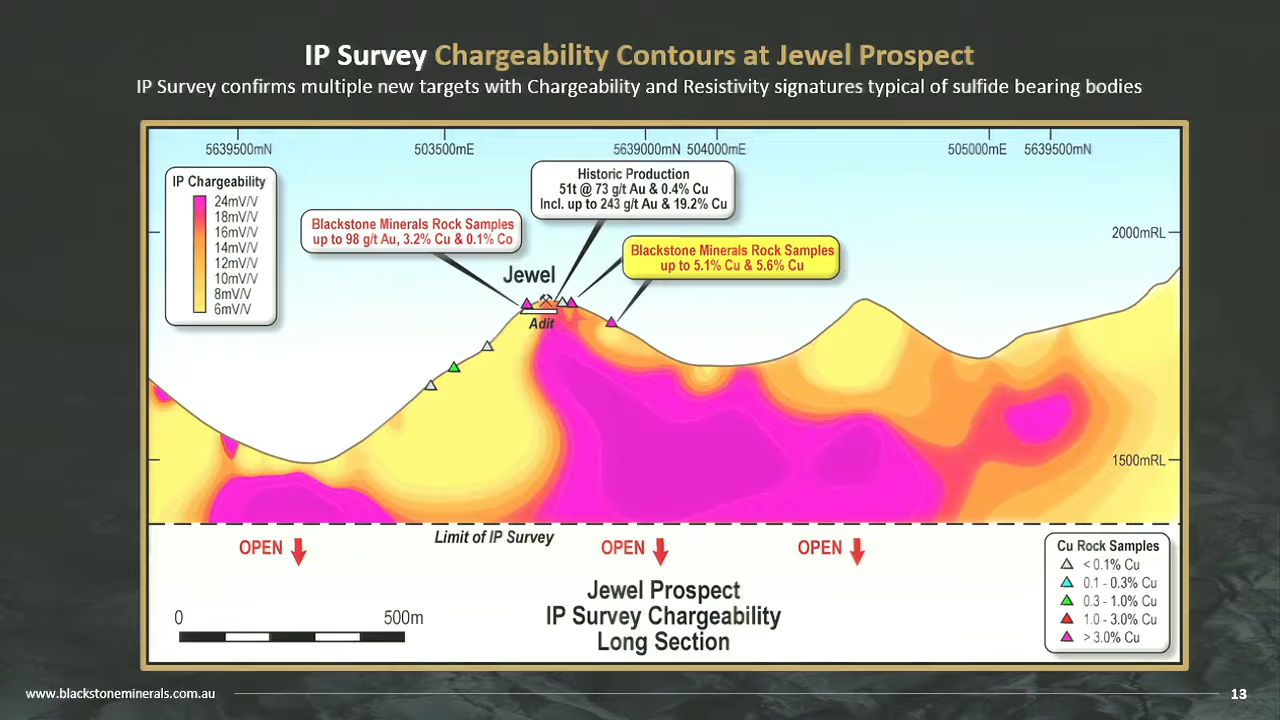 IP Survey Chargeability Contours at Jewel Prospect
IP Survey confirms multiple new targets with Chargeability and Resistivity signatures typical of sulfide bearing bodies
5639500mN
503500mE
5639000mN
504000mE
505000mE
5639500mN
IP Chargeability
24mV/V
18mV/V
16mV/V
14mV/V
12mV/V
10mV/V
8mV/V
6mV/V
Historic Production
51t @ 73 g/t Au & 0.4% Cu
Incl. up to 243 g/t Au & 19.2% Cu
Blackstone Minerals Rock Samples
up to 98 g/t Au, 3.2% Cu & 0.1% Co
Blackstone Minerals Rock Samples
up to 5.1% Cu & 5.6% Cu
2000mRL
Jewel
Adit
1500mRL
Limit of IP Survey
OPEN
OPEN
OPEN
Jewel Prospect
IP Survey Chargeability
Long Section
0
500m
Cu Rock Samples
< 0.1% Cu
0.1 - 0.3% Cu
0.3 - 1.0% Cu
1.0 - 3.0% Cu
> 3.0% Cu
www.blackstoneminerals.com.au
13